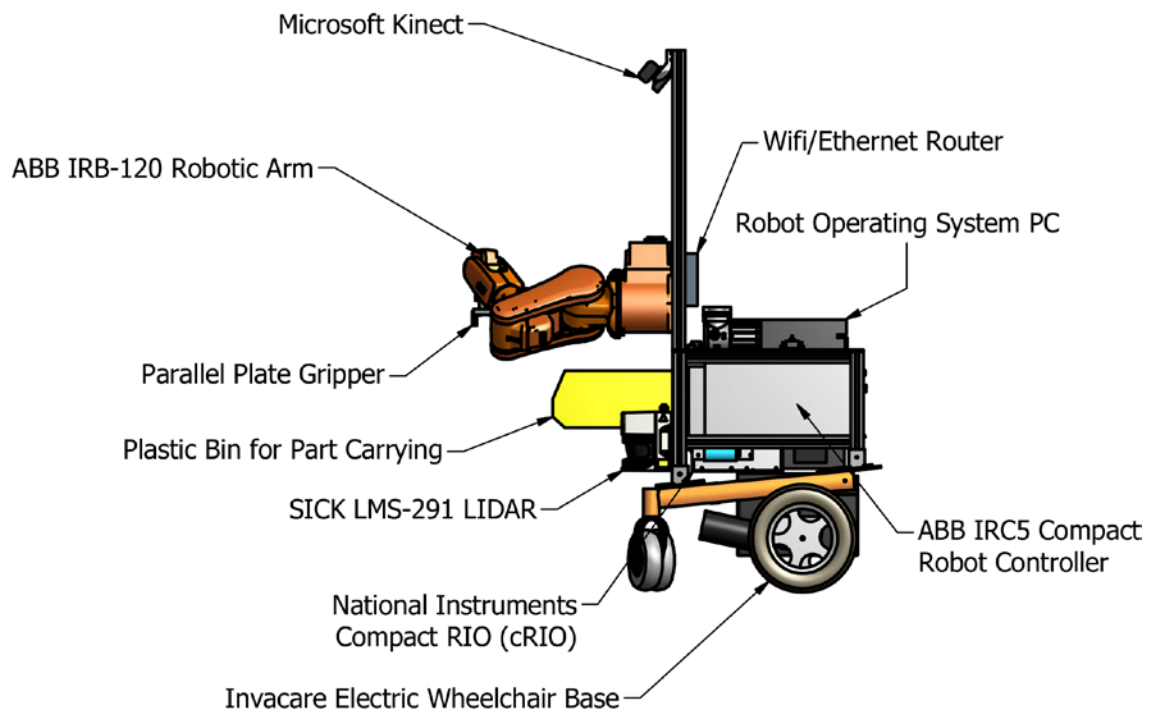 Microsoft Kinect
Wifi/Ethernet Router
ABB IRB-120 Robotic Arm
Robot Operating System PC
Parallel Plate Gripper
Plastic Bin for Part Carrying
SICK LMS-291 LIDAR
ABB IRC5 Compact
Robot Controller
National Instruments
Compact RIO (cRIO)
Invacare Electric Wheelchair Base